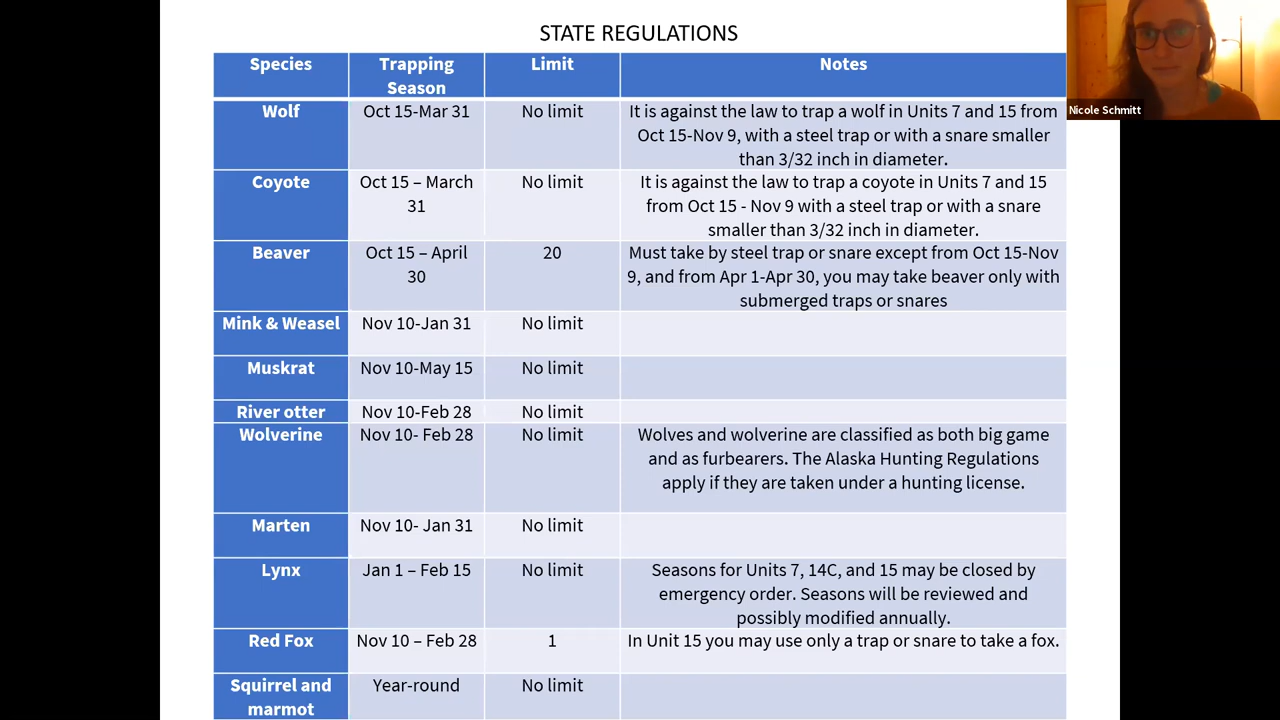 STATE REGULATIONS
Species
Trapping
Season
Limit
Notes
Nicole Schmitt
Wolf
Oct 15-Mar 31
No limit
It is against the law to trap a wolf in Units 7 and 15 from
Oct 15-Nov 9, with a steel trap or with a snare smaller
than 3/32 inch in diameter.
Coyote
Oct 15 – March
31
No limit
It is against the law to trap a coyote in Units 7 and 15
from Oct 15 - Nov 9 with a steel trap or with a snare
smaller than 3/32 inch in diameter.
Beaver
Oct 15 – April
30
20
Must take by steel trap or snare except from Oct 15-Nov
9, and from Apr 1-Apr 30, you may take beaver only with
submerged traps or snares
Mink & Weasel
Nov 10-Jan 31
No limit
Muskrat
Nov 10-May 15
No limit
River otter
Nov 10-Feb 28
No limit
Wolverine
Nov 10- Feb 28
No limit
Wolves and wolverine are classified as both big game
and as furbearers. The Alaska Hunting Regulations
apply if they are taken under a hunting license.
Marten
Nov 10- Jan 31
No limit
Lynx
Jan 1 – Feb 15
No limit
Seasons for Units 7, 14C, and 15 may be closed by
emergency order. Seasons will be reviewed and
possibly modified annually.
Red Fox
Nov 10 – Feb 28
1
In Unit 15 you may use only a trap or snare to take a fox.
Squirrel and
marmot
Year-round
No limit